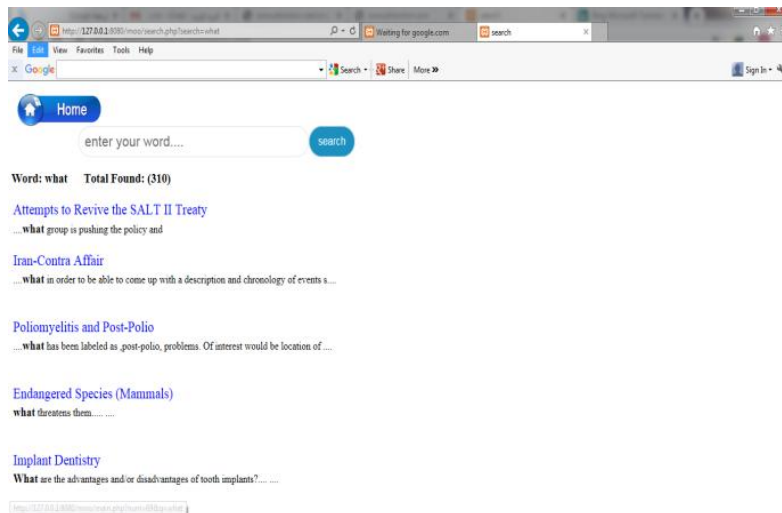 http://127.0.0.1:8080/moo/search.php?search=what
Waiting for google.com
search
File Edit View Favorites Tools Help
x Google
Search
Share
More »
Sign In
Home
enter your word....
search
Word: what Total Found: (310)
Attempts to Revive the SALT II Treaty
....what group is pushing the policy and
Iran-Contra Affair
....what in order to be able to come up with a description and chronology of events s....
Poliomyelitis and Post-Polio
....what has been labeled as ,post-polio, problems. Of interest would be location of ....
Endangered Species (Mammals)
what threatens them..... ....
Implant Dentistry
What are the advantages and/or disadvantages of tooth implants?.... ....